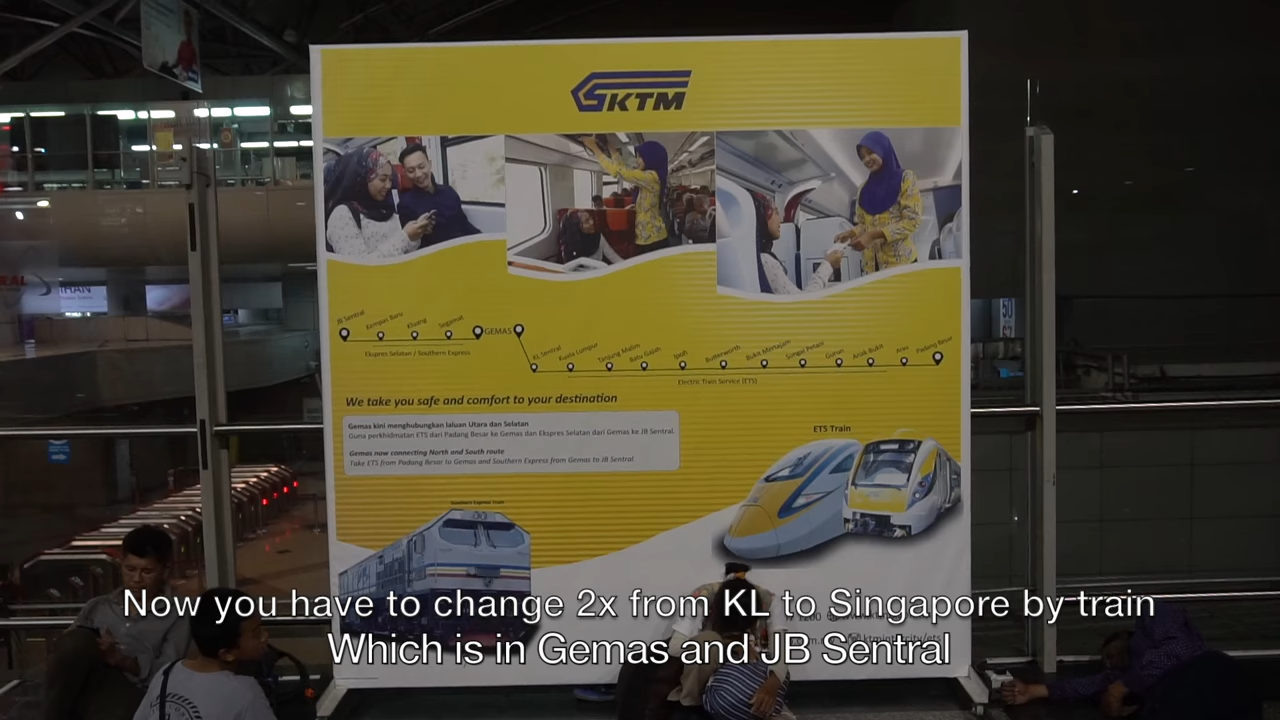 KTM
JB Sentral
Kempas Baru
Kluang
Segamat
GEMAS
Ekspres Selatan / Southern Express
KL Sentral
Kuala Lumpur
Tanjung Malim
Batu Gajah
Ipoh
Butterworth
Bukit Mertajam
Sungai Petani
Gurun
Anak Bukit
Arau
Padang Besar
Electric Train Service (ETS)
We take you safe and comfort to your destination
Gemas kini menghubungkan laluan Utara dan Selatan
Guna perkhidmatan ETS dari Padang Besar ke Gemas dan Ekspres Selatan dari Gemas ke JB Sentral.
Gemas now connecting North and South route
Take ETS from Padang Besar to Gemas and Southern Express from Gemas to JB Sentral.
ETS Train
Southern Express Train
Now you have to change 2x from KL to Singapore by train
Which is in Gemas and JB Sentral